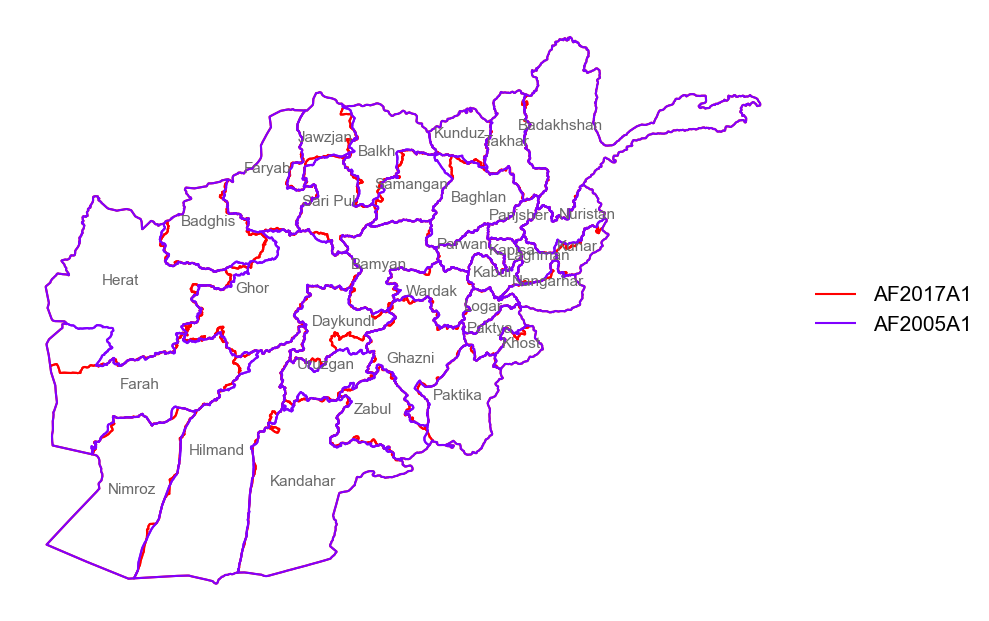 Badakhshan
Jawzjan
Kunduz
Takhar
Balkh
Faryab
Samangan
Sari Pul
Baghlan
Badghis
Panjsher
Nuristan
Parwan
Kapisa
Kunar
Laghman
Bamyan
Kabul
Nangarhar
Herat
Ghor
Wardak
Logar
Daykundi
Paktya
Khost
Ghazni
Uruzgan
Farah
Paktika
Zabul
Hilmand
Kandahar
Nimroz
AF2017A1
AF2005A1